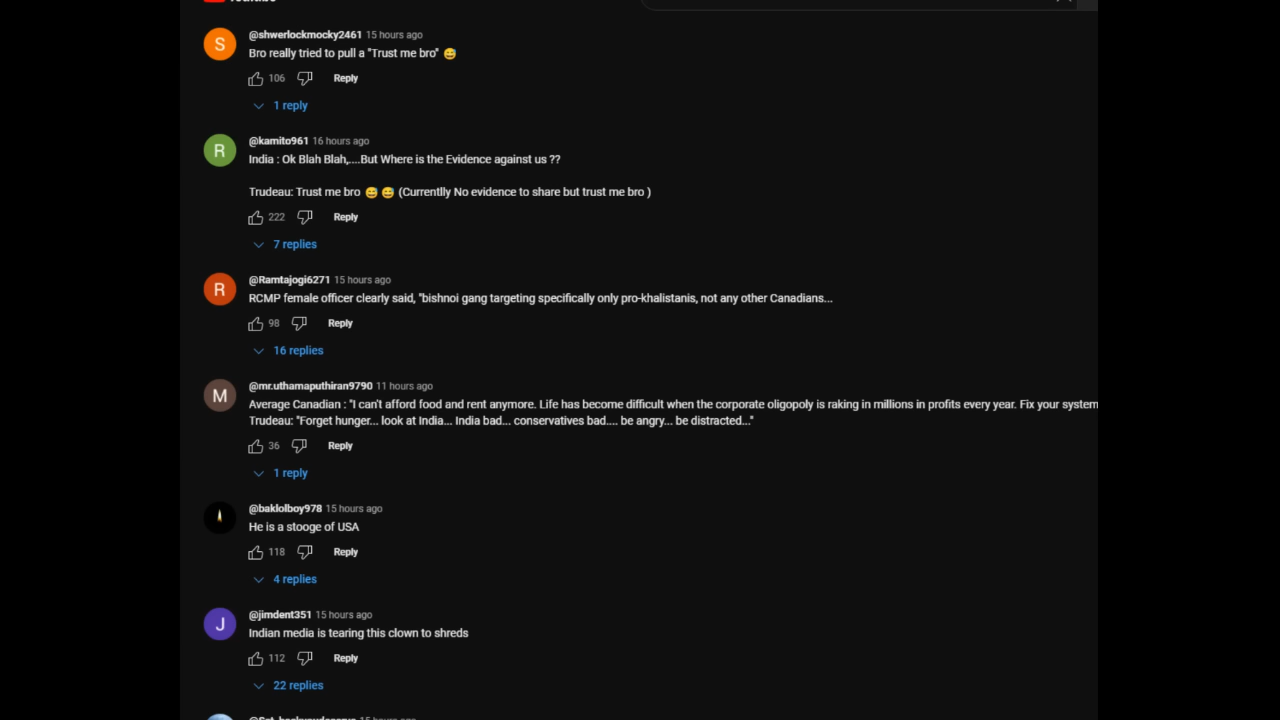 S
@shwerlockmocky2461 15 hours ago
Bro really tried to pull a "Trust me bro" 😅
106 Reply
1 reply
R
@kamito961 16 hours ago
India : Ok Blah Blah,....But Where is the Evidence against us ??
Trudeau: Trust me bro 😅 😅 (Currentlly No evidence to share but trust me bro )
222 Reply
7 replies
R
@Ramtajogi6271 15 hours ago
RCMP female officer clearly said, "bishnoi gang targeting specifically only pro-khalistanis, not any other Canadians...
98 Reply
16 replies
M
@mr.uthamaputhiran9790 11 hours ago
Average Canadian : "I can't afford food and rent anymore. Life has become difficult when the corporate oligopoly is raking in millions in profits every year. Fix your system
Trudeau: "Forget hunger... look at India... India bad... conservatives bad.... be angry... be distracted..."
36 Reply
1 reply
@baklolboy978 15 hours ago
He is a stooge of USA
118 Reply
4 replies
J
@jimdent351 15 hours ago
Indian media is tearing this clown to shreds
112 Reply
22 replies